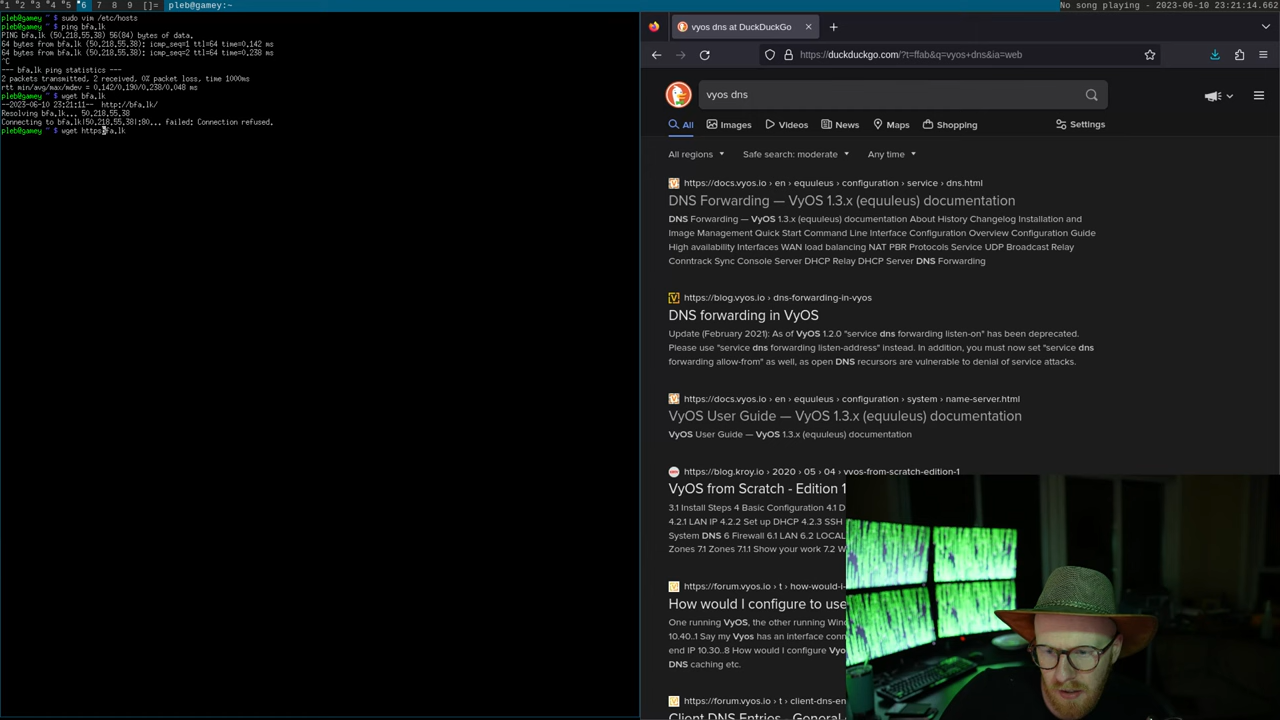 *1 *2 *3 *4 *5 *6 7 8 9 []= pleb@gamey:~
No song playing - 2023-06-10 23:21:14.662
pleb@gamey ~ $ sudo vim /etc/hosts
pleb@gamey ~ $ ping bfa.lk
PING bfa.lk (50.218.55.38) 56(84) bytes of data.
64 bytes from bfa.lk (50.218.55.38): icmp_seq=1 ttl=64 time=0.142 ms
64 bytes from bfa.lk (50.218.55.38): icmp_seq=2 ttl=64 time=0.238 ms
^C
--- bfa.lk ping statistics ---
2 packets transmitted, 2 received, 0% packet loss, time 1000ms
rtt min/avg/max/mdev = 0.142/0.190/0.238/0.048 ms
pleb@gamey ~ $ wget bfa.lk
--2023-06-10 23:21:11-- http://bfa.lk/
Resolving bfa.lk... 50.218.55.38
Connecting to bfa.lk|50.218.55.38|:80... failed: Connection refused.
pleb@gamey ~ $ wget httpsbfa.lk
vyos dns at DuckDuckGo
https://duckduckgo.com/?t=ffab&q=vyos+dns&ia=web
vyos dns
All Images Videos News Maps Shopping Settings
All regions Safe search: moderate Any time
https://docs.vyos.io › en › equuleus › configuration › service › dns.html
DNS Forwarding — VyOS 1.3.x (equuleus) documentation
DNS Forwarding — VyOS 1.3.x (equuleus) documentation About History Changelog Installation and
Image Management Quick Start Command Line Interface Configuration Overview Configuration Guide
High availability Interfaces WAN load balancing NAT PBR Protocols Service UDP Broadcast Relay
Conntrack Sync Console Server DHCP Relay DHCP Server DNS Forwarding
https://blog.vyos.io › dns-forwarding-in-vyos
DNS forwarding in VyOS
Update (February 2021): As of VyOS 1.2.0 "service dns forwarding listen-on" has been deprecated.
Please use "service dns forwarding listen-address" instead. In addition, you must now set "service dns
forwarding allow-from" as well, as open DNS recursors are vulnerable to denial of service attacks.
https://docs.vyos.io › en › equuleus › configuration › system › name-server.html
VyOS User Guide — VyOS 1.3.x (equuleus) documentation
VyOS User Guide — VyOS 1.3.x (equuleus) documentation
https://blog.kroy.io › 2020 › 05 › 04 › vyos-from-scratch-edition-1
VyOS from Scratch - Edition 1
3.1 Install Steps 4 Basic Configuration 4.1 D
4.2.1 LAN IP 4.2.2 Set up DHCP 4.2.3 SSH
System DNS 6 Firewall 6.1 LAN 6.2 LOCAL
Zones 7.1 Zones 7.1.1 Show your work 7.2 W
https://forum.vyos.io › t › how-would-i
How would I configure to use
One running VyOS, the other running Win
10.40..1 Say my Vyos has an interface conn
end IP 10.30..8 How would I configure Vyo
DNS caching etc.
https://forum.vyos.io › t › client-dns-en
Client DNS Entries - General